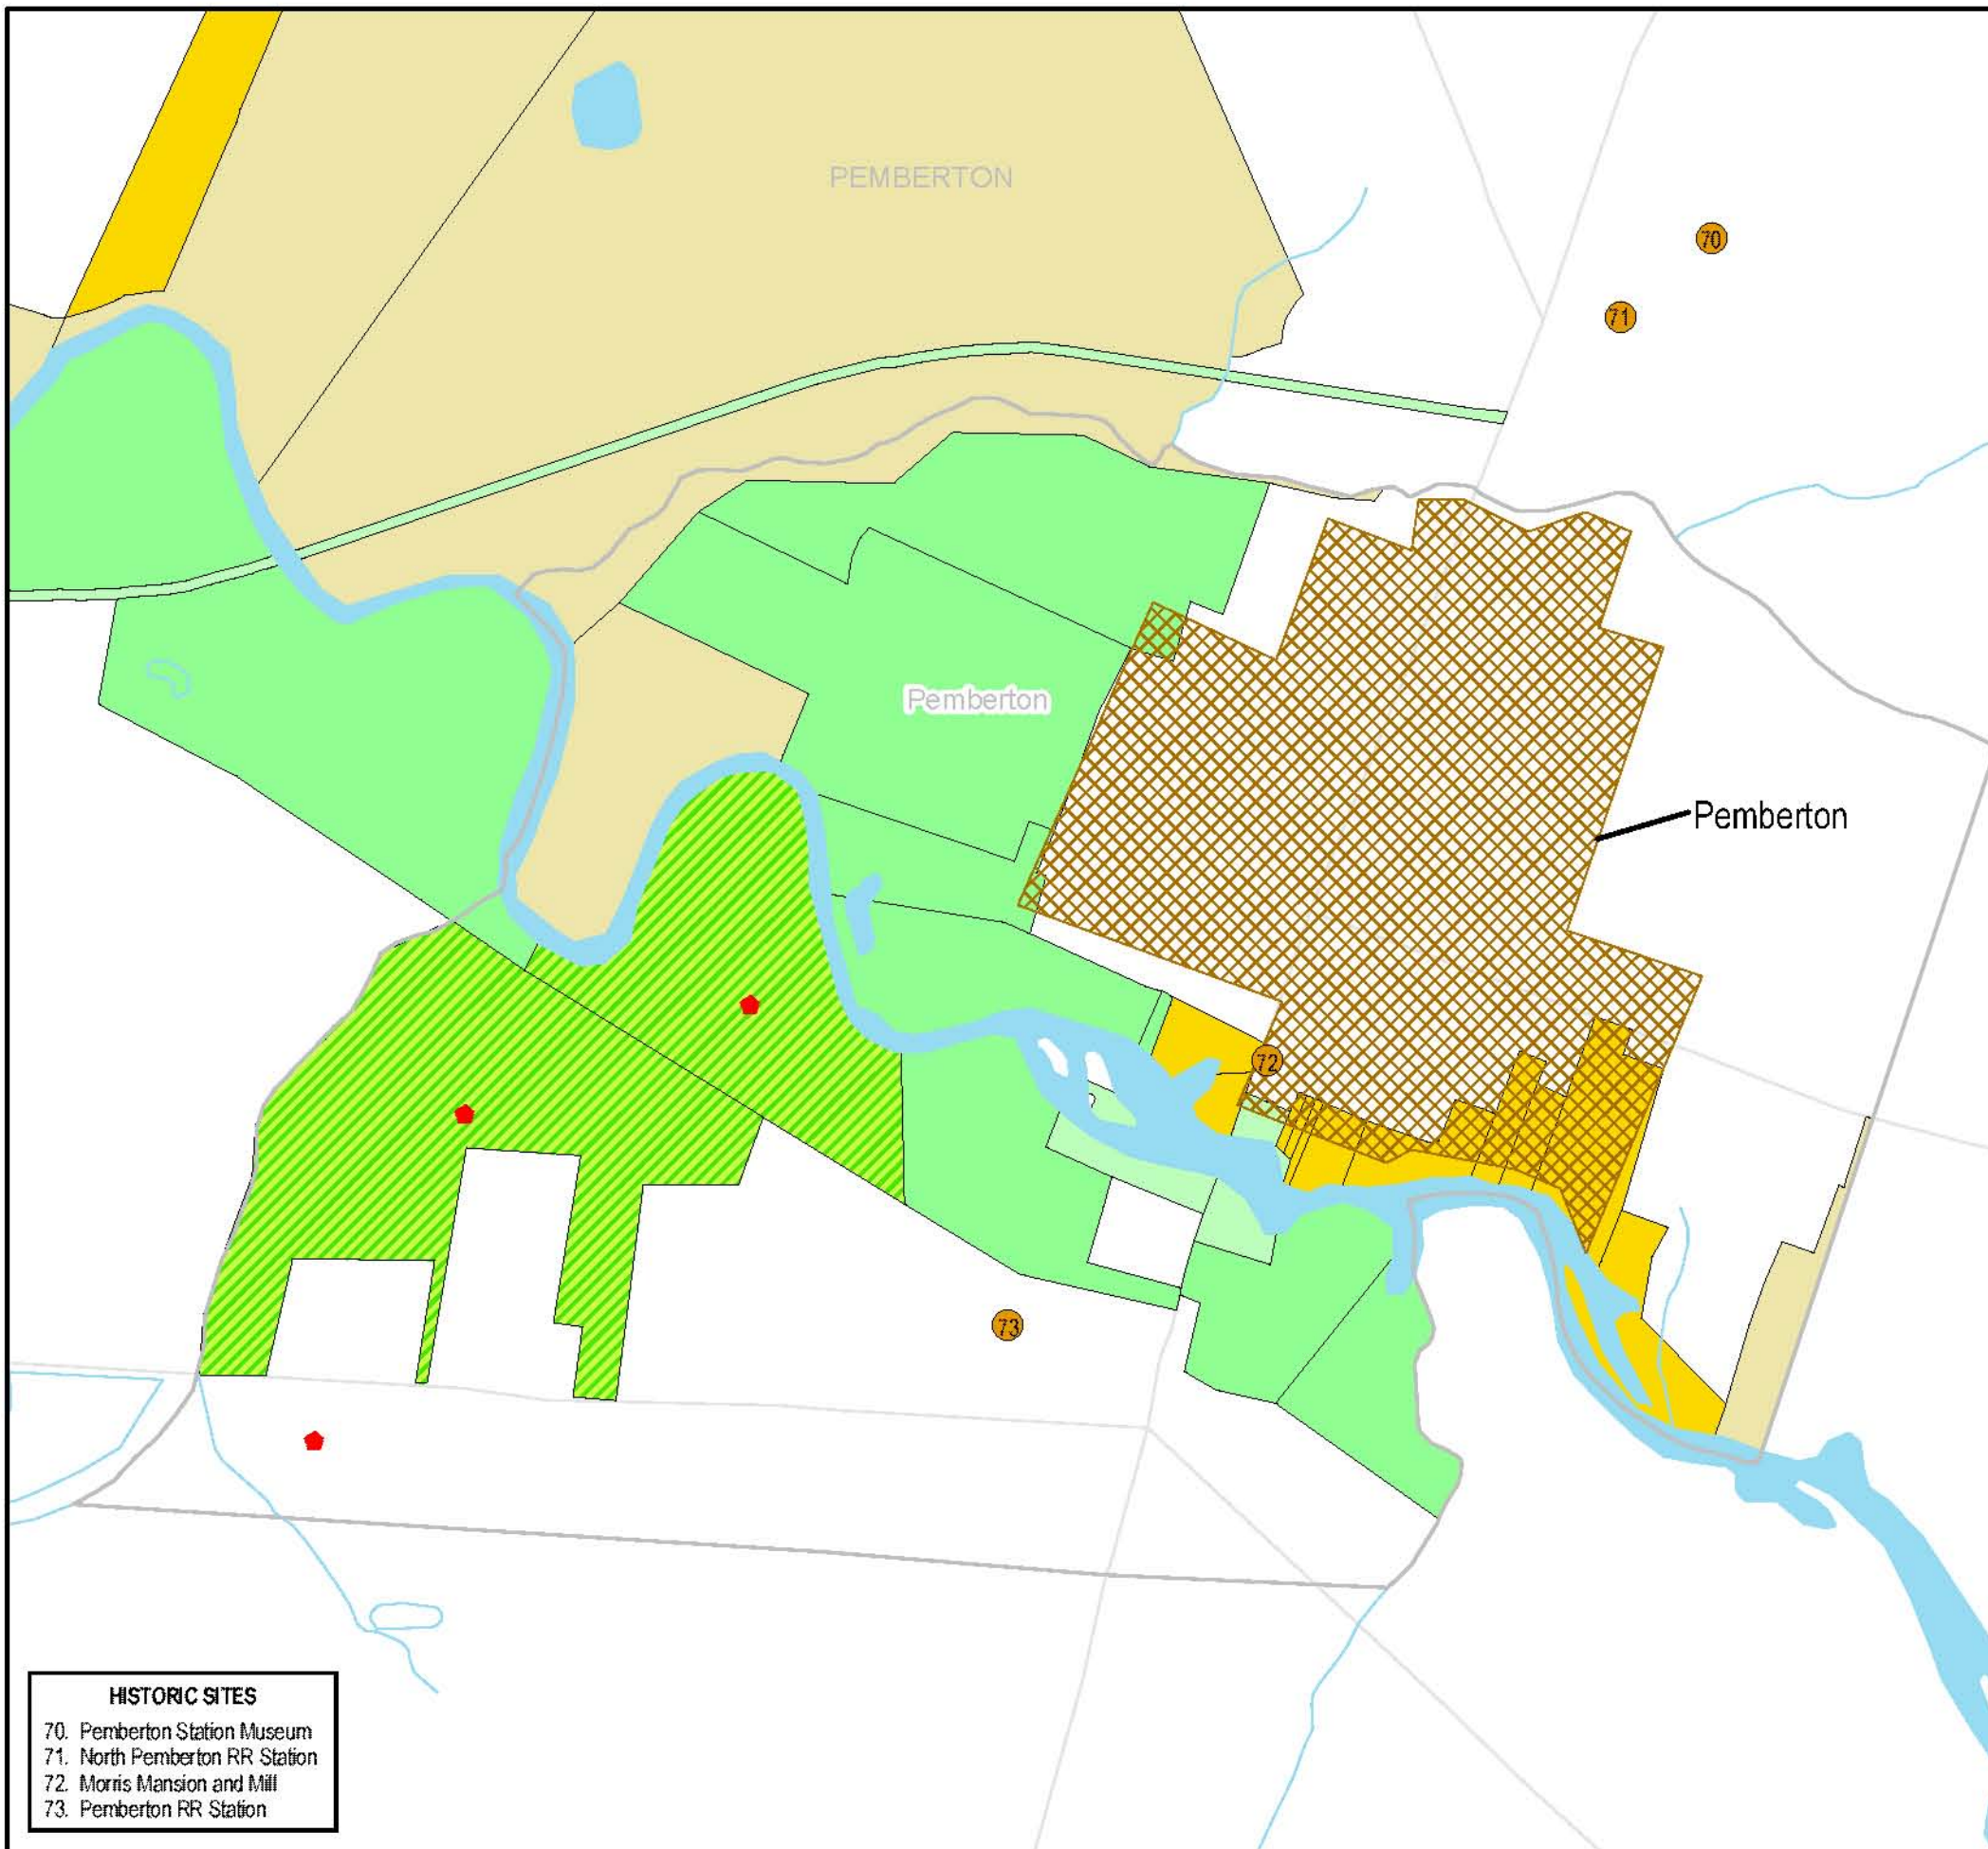 PEMBERTON
70
71
Pemberton
Pemberton
72
73
HISTORIC SITES
70. Pemberton Station Museum
71. North Pemberton RR Station
72. Morris Mansion and Mill
73. Pemberton RR Station